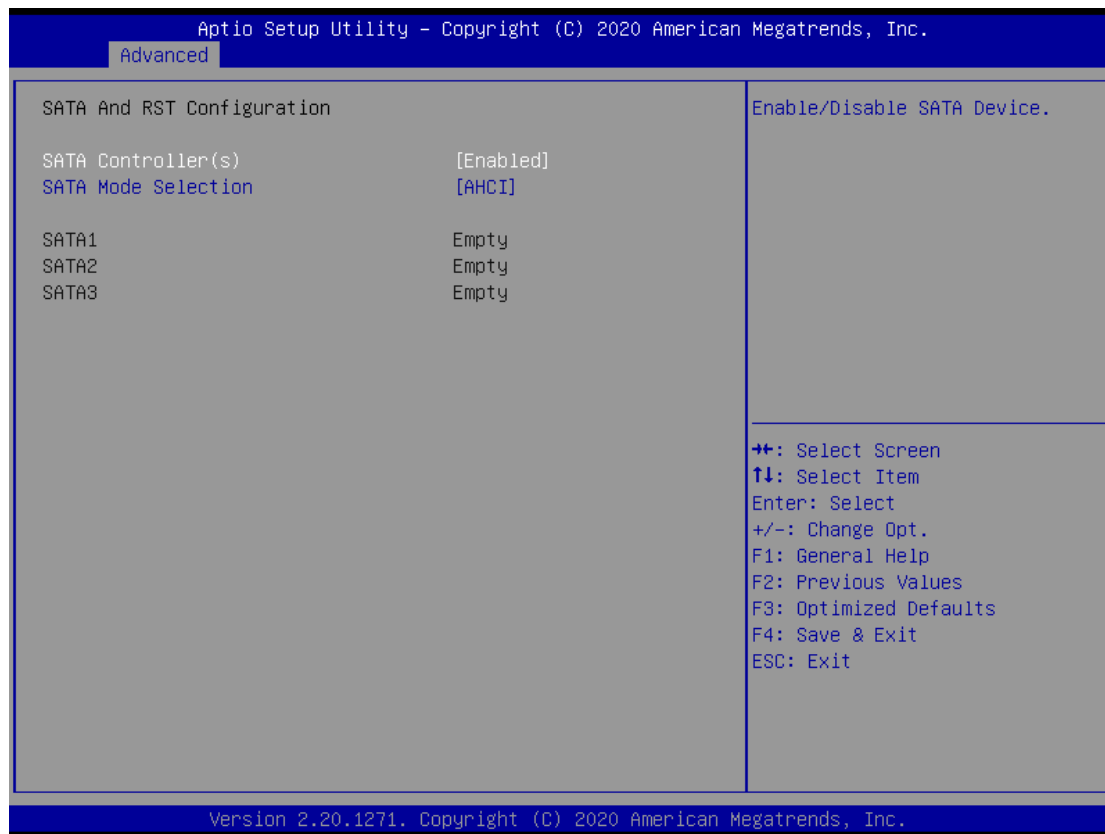 Aptio Setup Utility – Copyright (C) 2020 American Megatrends, Inc.
Advanced
SATA And RST Configuration
SATA Controller(s) [Enabled]
SATA Mode Selection [AHCI]
SATA1 Empty
SATA2 Empty
SATA3 Empty
Enable/Disable SATA Device.
→←: Select Screen
↑↓: Select Item
Enter: Select
+/-: Change Opt.
F1: General Help
F2: Previous Values
F3: Optimized Defaults
F4: Save & Exit
ESC: Exit
Version 2.20.1271. Copyright (C) 2020 American Megatrends, Inc.